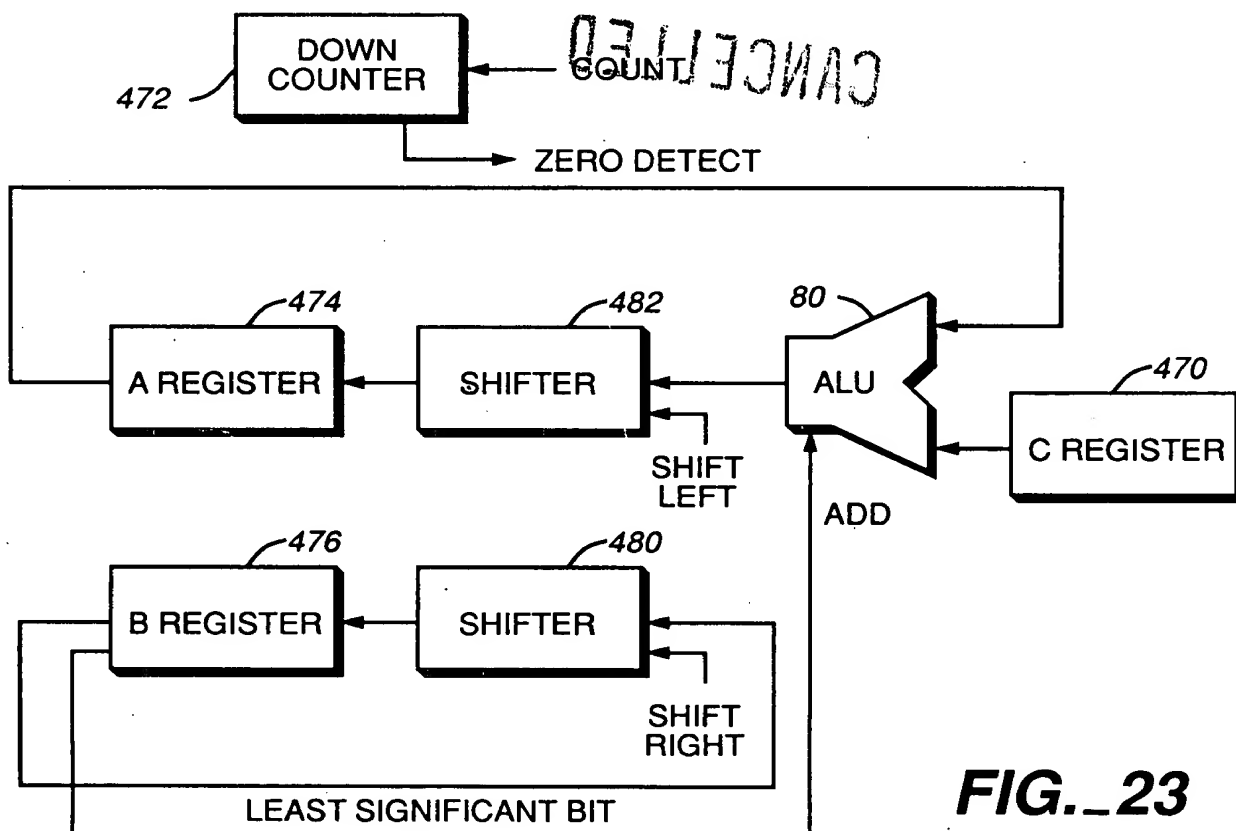 DOWN
COUNTER
COUNT
CANCELLED
472
ZERO DETECT
474
482
80
470
A REGISTER
SHIFTER
ALU
C REGISTER
SHIFT
LEFT
ADD
476
480
B REGISTER
SHIFTER
SHIFT
RIGHT
LEAST SIGNIFICANT BIT
FIG._23